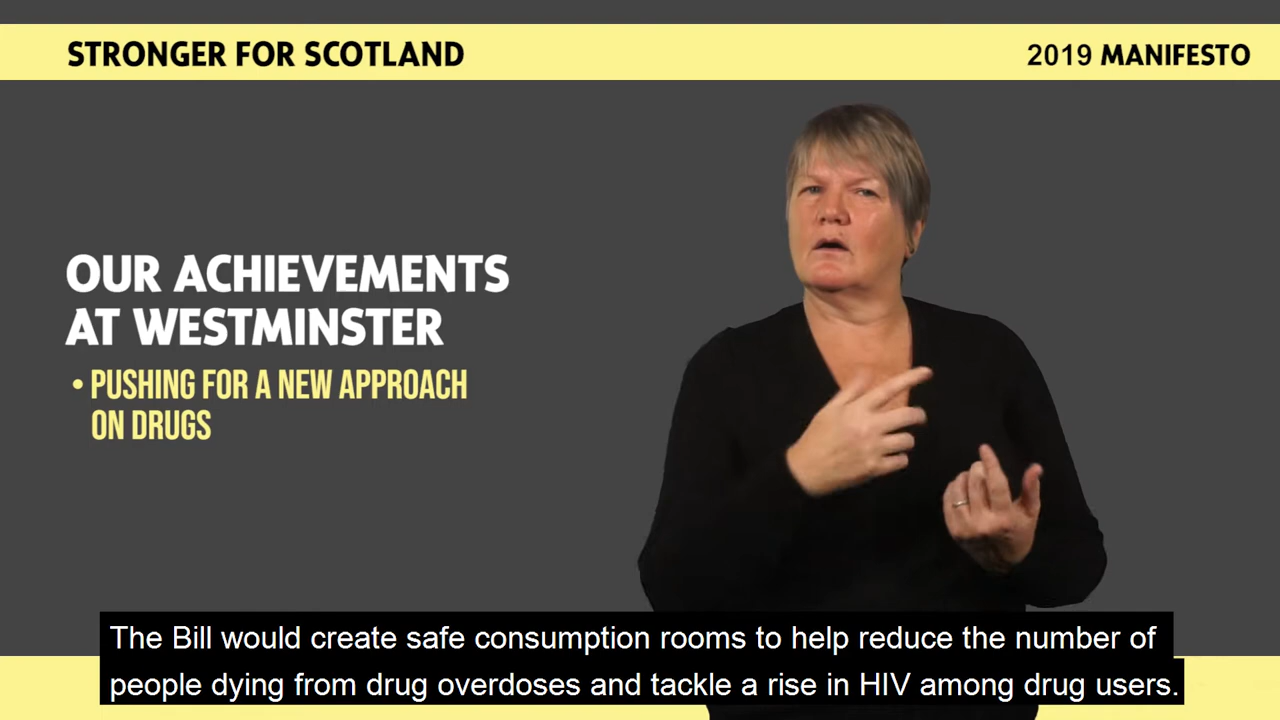 STRONGER FOR SCOTLAND
2019 MANIFESTO
OUR ACHIEVEMENTS
AT WESTMINSTER
• PUSHING FOR A NEW APPROACH
ON DRUGS
The Bill would create safe consumption rooms to help reduce the number of
people dying from drug overdoses and tackle a rise in HIV among drug users.